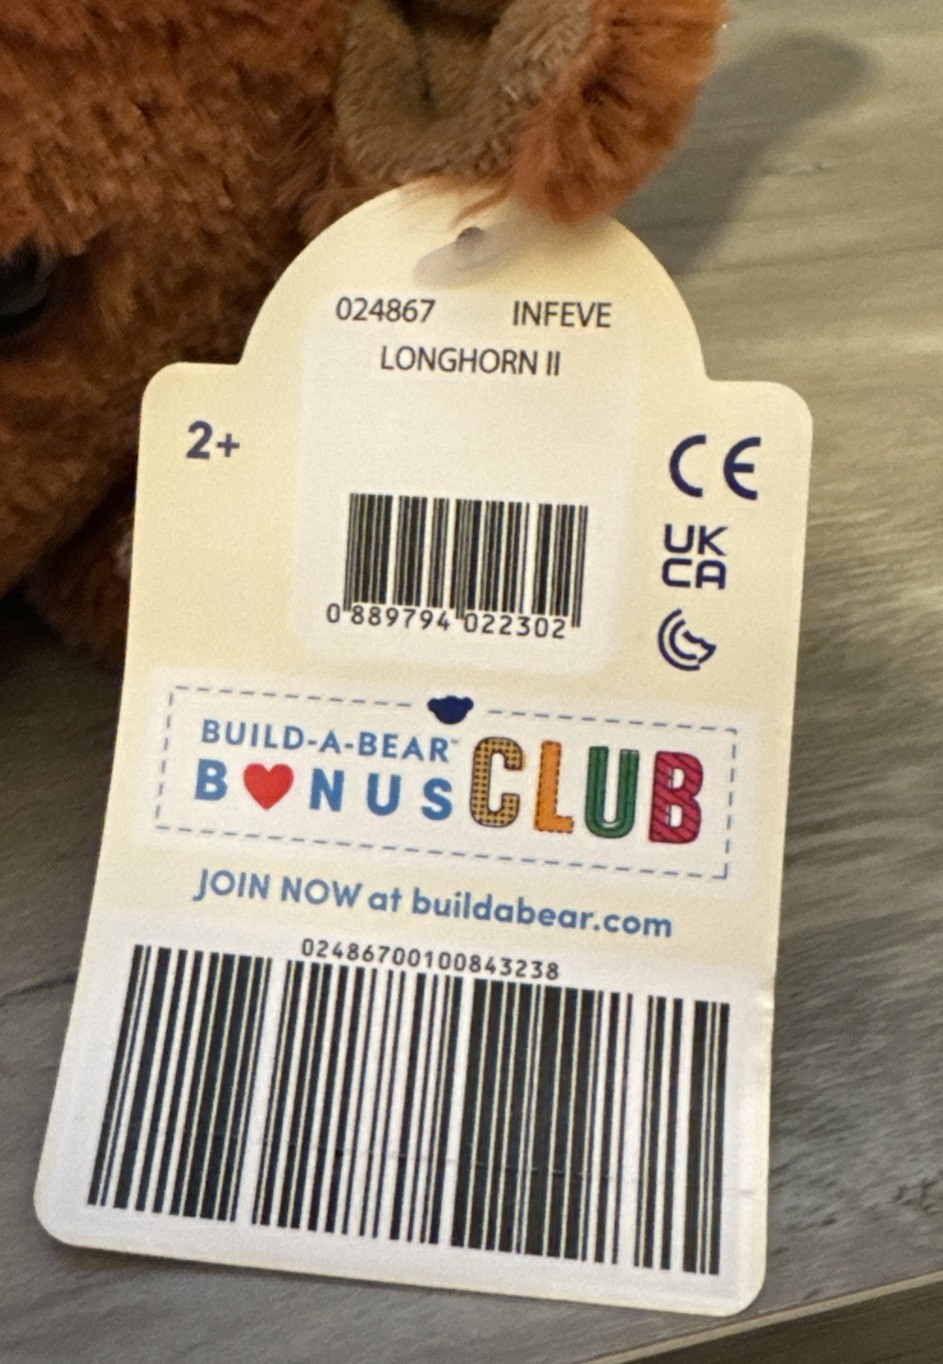 024867 INFEVE
LONGHORN II
2+
CE
UK
CA
0 889794 022302
BUILD-A-BEAR™
BONUS CLUB
JOIN NOW at buildabear.com
02486700100843238